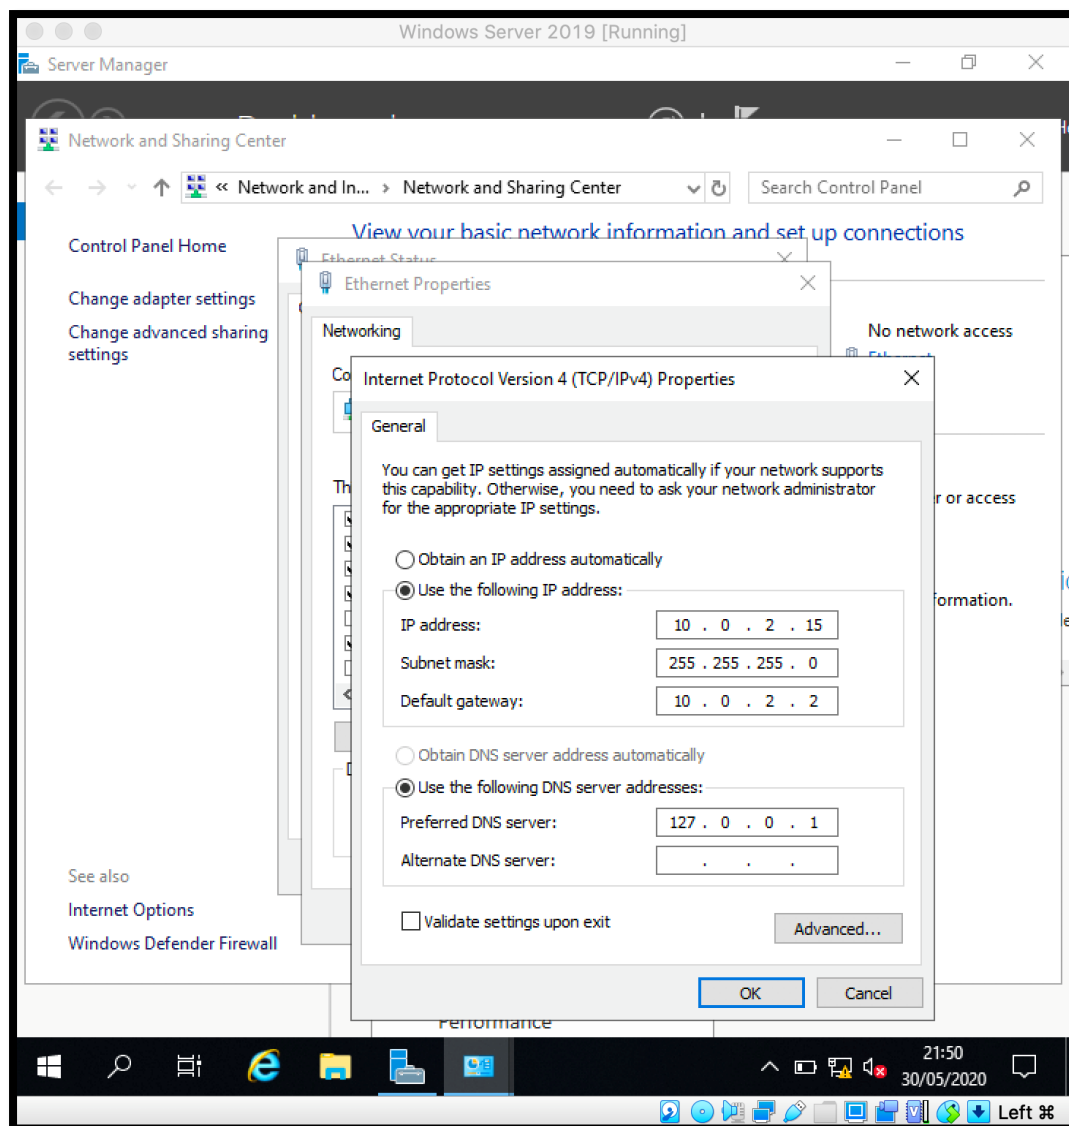 Windows Server 2019 [Running]
Server Manager
Network and Sharing Center
« Network and In... › Network and Sharing Center
Search Control Panel
View your basic network information and set up connections
Control Panel Home
Ethernet Status
Ethernet Properties
Change adapter settings
Change advanced sharing
settings
Networking
No network access
Ethernet
Co
Internet Protocol Version 4 (TCP/IPv4) Properties
General
You can get IP settings assigned automatically if your network supports
this capability. Otherwise, you need to ask your network administrator
for the appropriate IP settings.
Th
r or access
Obtain an IP address automatically
Use the following IP address:
formation.
IP address: 10 . 0 . 2 . 15
Subnet mask: 255 . 255 . 255 . 0
Default gateway: 10 . 0 . 2 . 2
Obtain DNS server address automatically
Use the following DNS server addresses:
Preferred DNS server: 127 . 0 . 0 . 1
Alternate DNS server: . . .
See also
Internet Options
Windows Defender Firewall
Validate settings upon exit
Advanced...
OK
Cancel
Performance
21:50
30/05/2020
Left ⌘